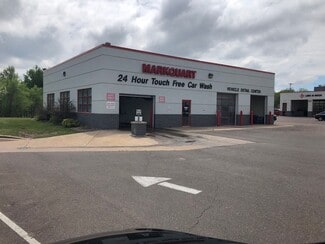 MARKQUART
24 Hour Touch Free Car Wash
VEHICLE DETAIL CENTER